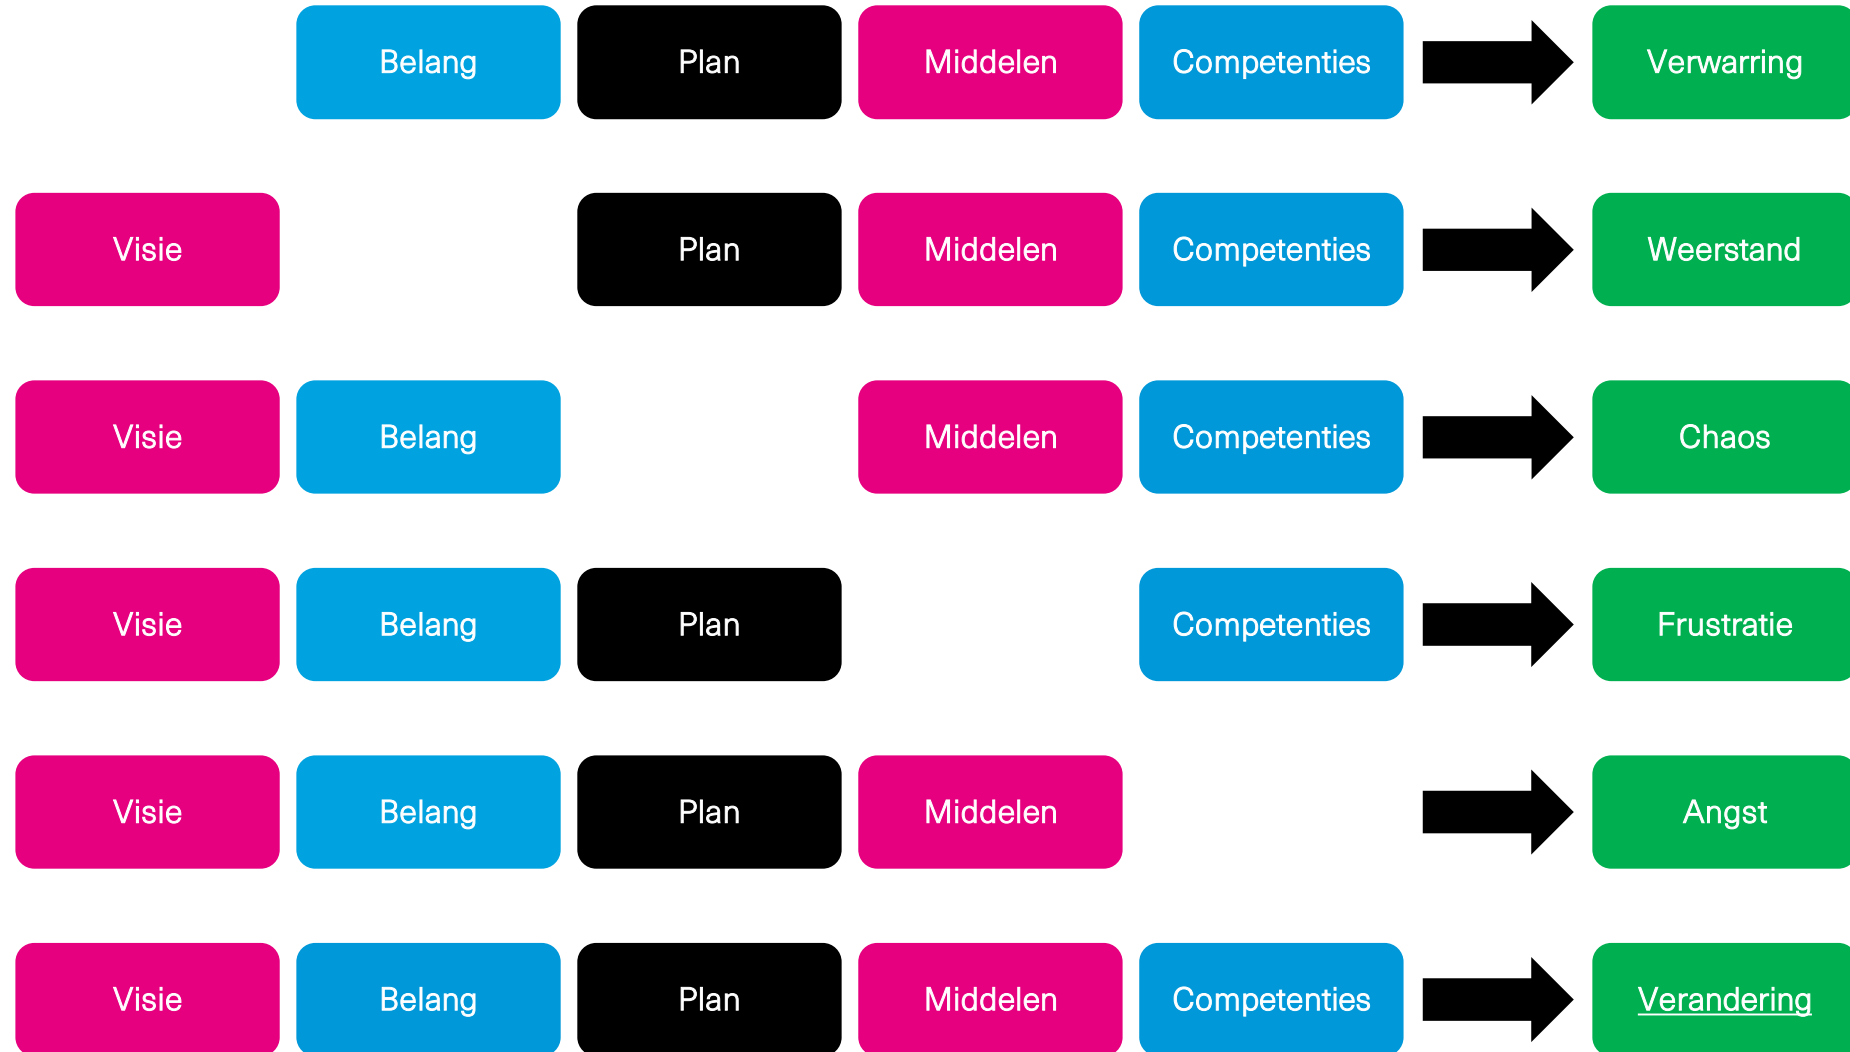 Belang Plan Middelen Competenties Verwarring
Visie Plan Middelen Competenties Weerstand
Visie Belang Middelen Competenties Chaos
Visie Belang Plan Competenties Frustratie
Visie Belang Plan Middelen Angst
Visie Belang Plan Middelen Competenties Verandering